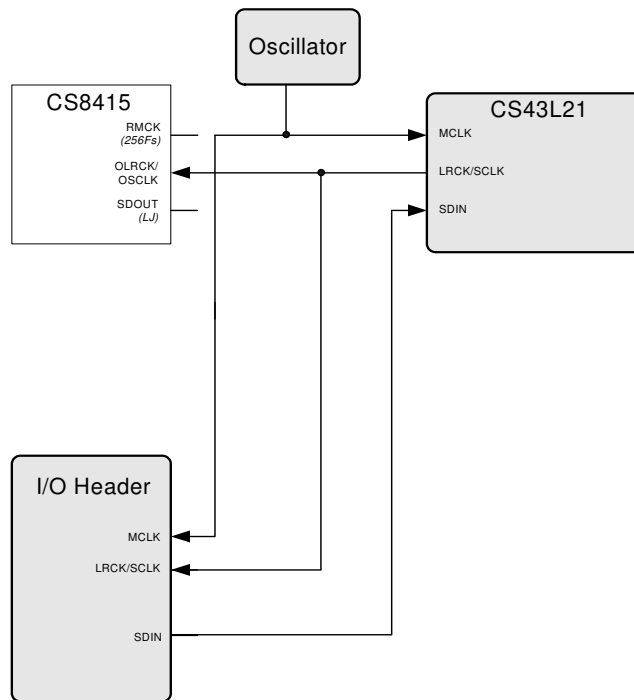 Oscillator
CS8415
RMCK
(256Fs)
OLRCK/
OSCLK
SDOUT
(LJ)
CS43L21
MCLK
LRCK/SCLK
SDIN
I/O Header
MCLK
LRCK/SCLK
SDIN